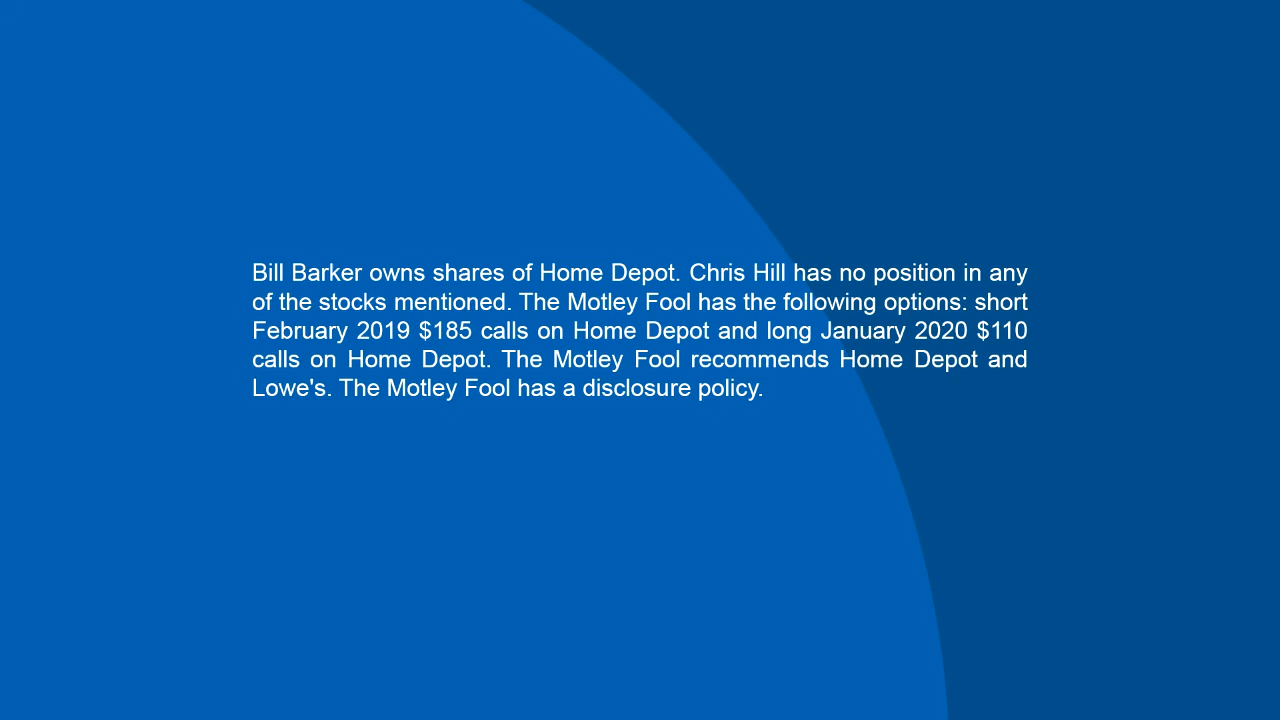 Bill Barker owns shares of Home Depot. Chris Hill has no position in any
of the stocks mentioned. The Motley Fool has the following options: short
February 2019 $185 calls on Home Depot and long January 2020 $110
calls on Home Depot. The Motley Fool recommends Home Depot and
Lowe's. The Motley Fool has a disclosure policy.